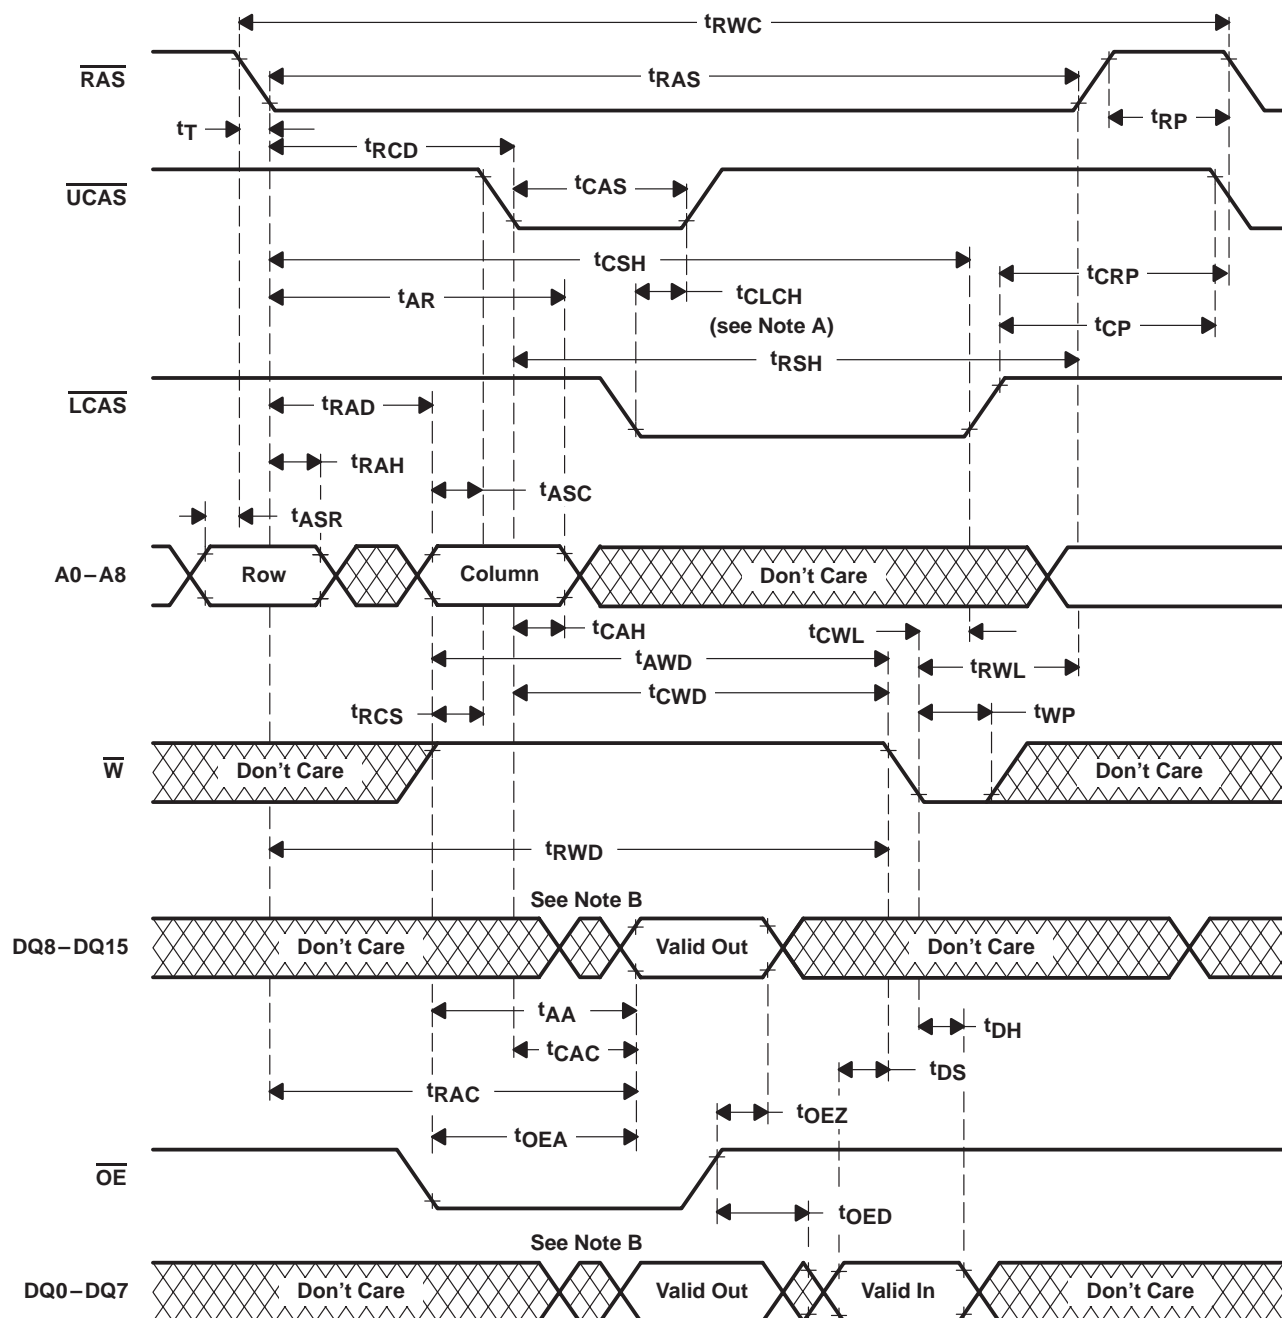 tRWC
RAS
tRAS
tT
tRP
tRCD
UCAS
tCAS
tCSH
tCRP
tAR
tCLCH
(see Note A)
tCP
tRSH
LCAS
tRAD
tRAH
tASC
tASR
A0–A8
Row
Column
Don't Care
tCAH
tCWL
tAWD
tRWL
tCWD
tRCS
tWP
W
Don't Care
Don't Care
tRWD
See Note B
DQ8–DQ15
Don't Care
Valid Out
Don't Care
tAA
tDH
tCAC
tDS
tRAC
tOEZ
tOEA
OE
tOED
See Note B
DQ0–DQ7
Don't Care
Valid Out
Valid In
Don't Care